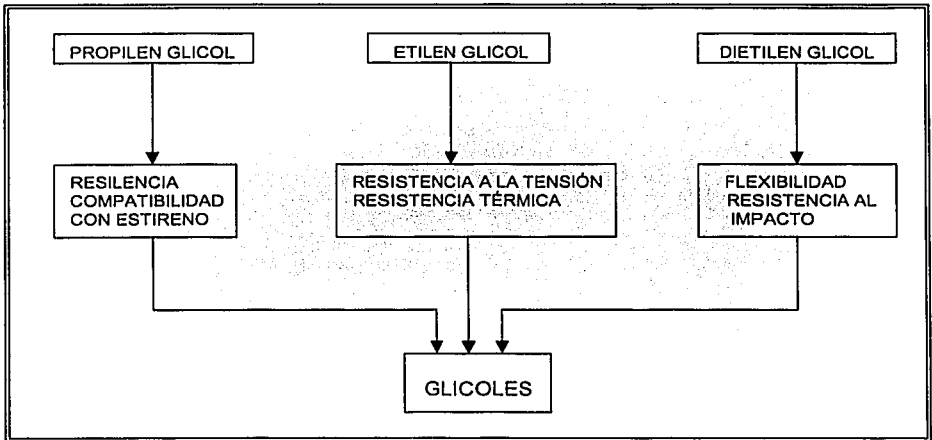 PROPILEN GLICOL
ETILEN GLICOL
DIETILEN GLICOL
RESILENCIA
COMPATIBILIDAD
CON ESTIRENO
RESISTENCIA A LA TENSIÓN
RESISTENCIA TÉRMICA
FLEXIBILIDAD
RESISTENCIA AL
IMPACTO
GLICOLES